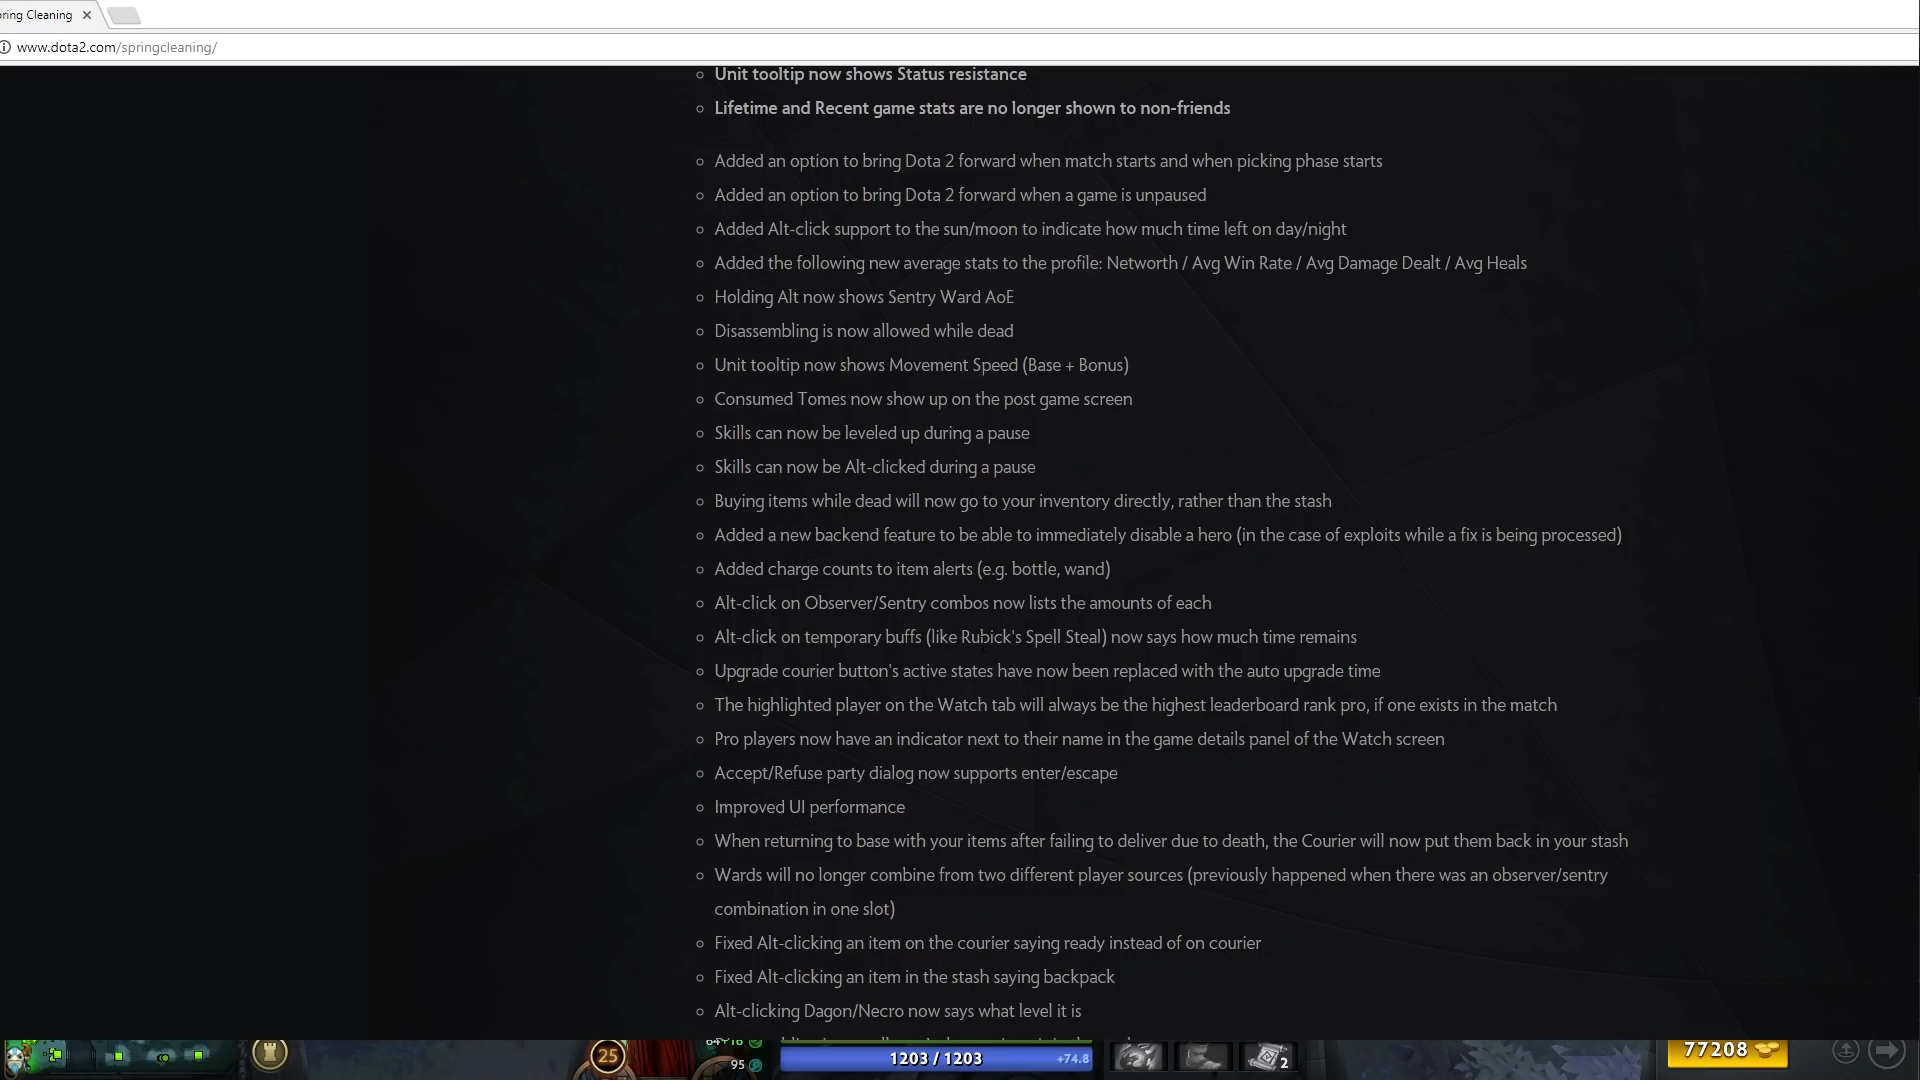 ring Cleaning
www.dota2.com/springcleaning/
Unit tooltip now shows Status resistance
Lifetime and Recent game stats are no longer shown to non-friends
Added an option to bring Dota 2 forward when match starts and when picking phase starts
Added an option to bring Dota 2 forward when a game is unpaused
Added Alt-click support to the sun/moon to indicate how much time left on day/night
Added the following new average stats to the profile: Networth / Avg Win Rate / Avg Damage Dealt / Avg Heals
Holding Alt now shows Sentry Ward AoE
Disassembling is now allowed while dead
Unit tooltip now shows Movement Speed (Base + Bonus)
Consumed Tomes now show up on the post game screen
Skills can now be leveled up during a pause
Skills can now be Alt-clicked during a pause
Buying items while dead will now go to your inventory directly, rather than the stash
Added a new backend feature to be able to immediately disable a hero (in the case of exploits while a fix is being processed)
Added charge counts to item alerts (e.g. bottle, wand)
Alt-click on Observer/Sentry combos now lists the amounts of each
Alt-click on temporary buffs (like Rubick's Spell Steal) now says how much time remains
Upgrade courier button's active states have now been replaced with the auto upgrade time
The highlighted player on the Watch tab will always be the highest leaderboard rank pro, if one exists in the match
Pro players now have an indicator next to their name in the game details panel of the Watch screen
Accept/Refuse party dialog now supports enter/escape
Improved UI performance
When returning to base with your items after failing to deliver due to death, the Courier will now put them back in your stash
Wards will no longer combine from two different player sources (previously happened when there was an observer/sentry
combination in one slot)
Fixed Alt-clicking an item on the courier saying ready instead of on courier
Fixed Alt-clicking an item in the stash saying backpack
Alt-clicking Dagon/Necro now says what level it is
25
95
1203 / 1203
+74.8
2
77208